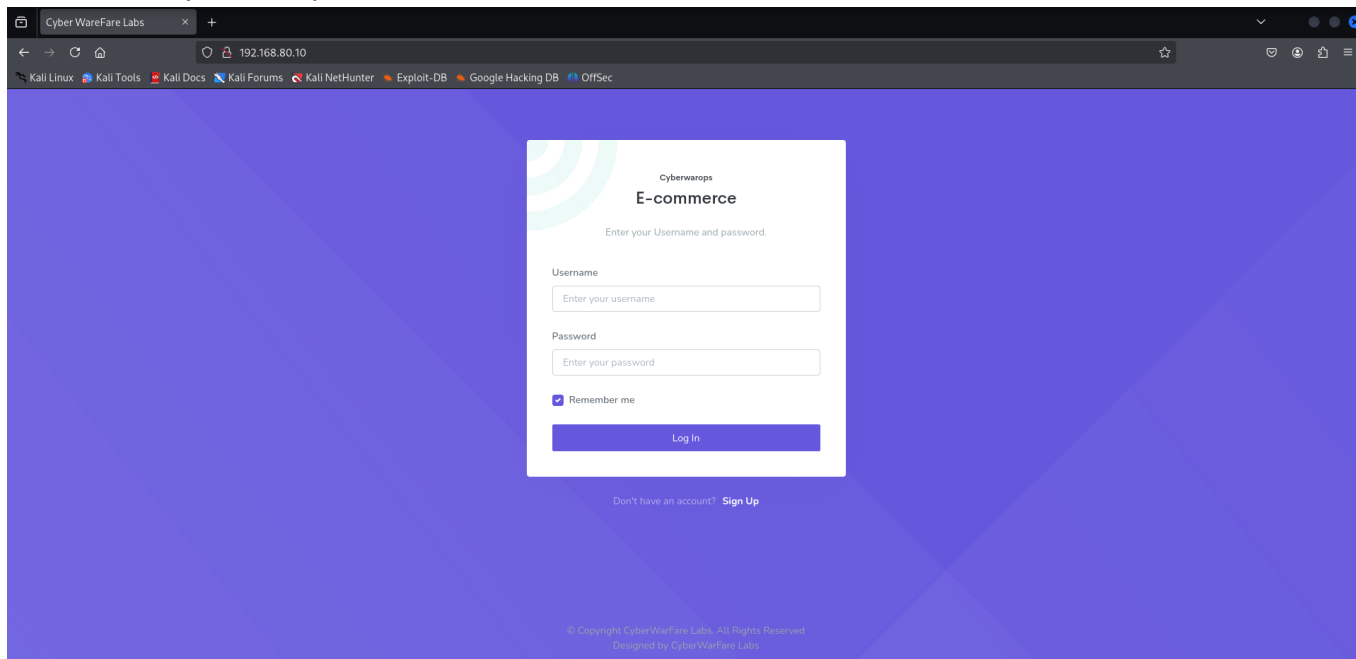 Cyber WareFare Labs
192.168.80.10
Kali Linux Kali Tools Kali Docs Kali Forums Kali NetHunter Exploit-DB Google Hacking DB OffSec
Cyberwarops
E-commerce
Enter your Username and password.
Username
Enter your username
Password
Enter your password
Remember me
Log In
Don't have an account? Sign Up
© Copyright CyberWarFare Labs. All Rights Reserved
Designed by CyberWarFare Labs